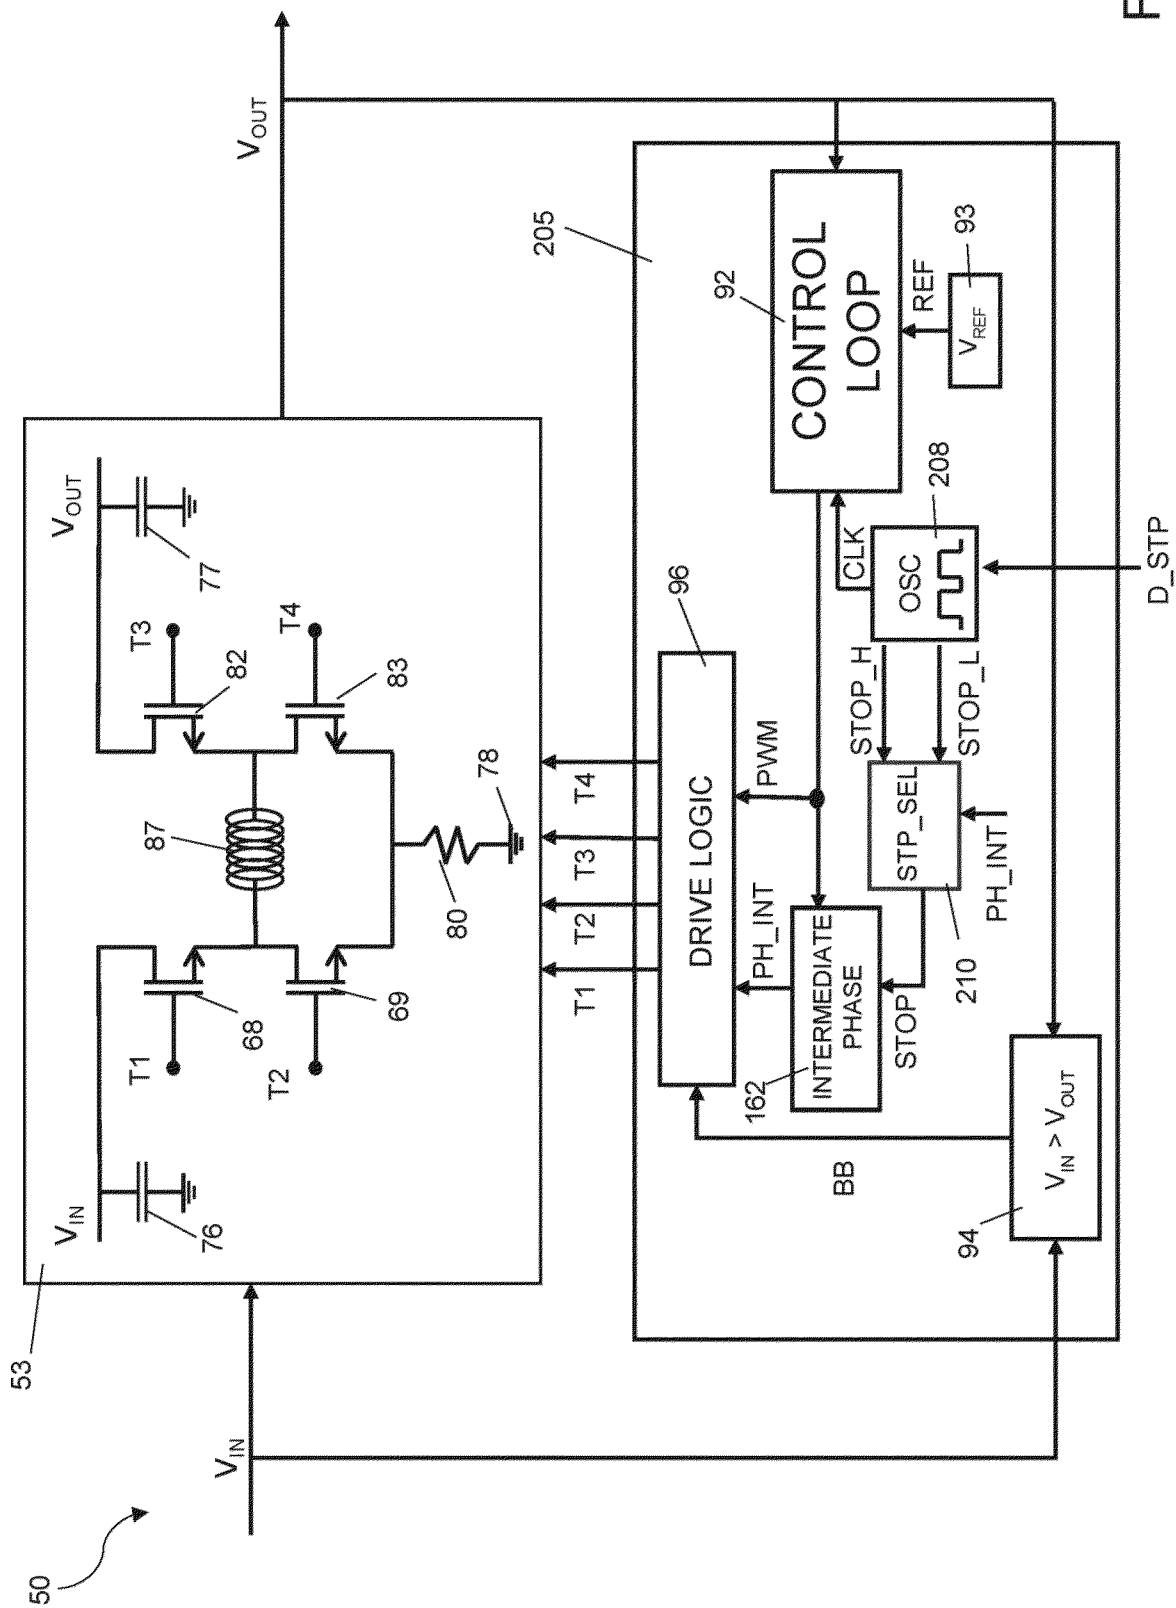 50
53
V_IN
V_OUT
V_IN
76
V_OUT
77
T1
68
T2
69
87
T3
82
T4
83
80
78
T1
T2
T3
T4
205
DRIVE LOGIC
96
BB
PH_INT
PWM
162
INTERMEDIATE
PHASE
STOP
STP_SEL
210
PH_INT
STOP_H
STOP_L
OSC
208
CLK
CONTROL
LOOP
92
REF
V_REF
93
V_IN > V_OUT
94
D_STP
F